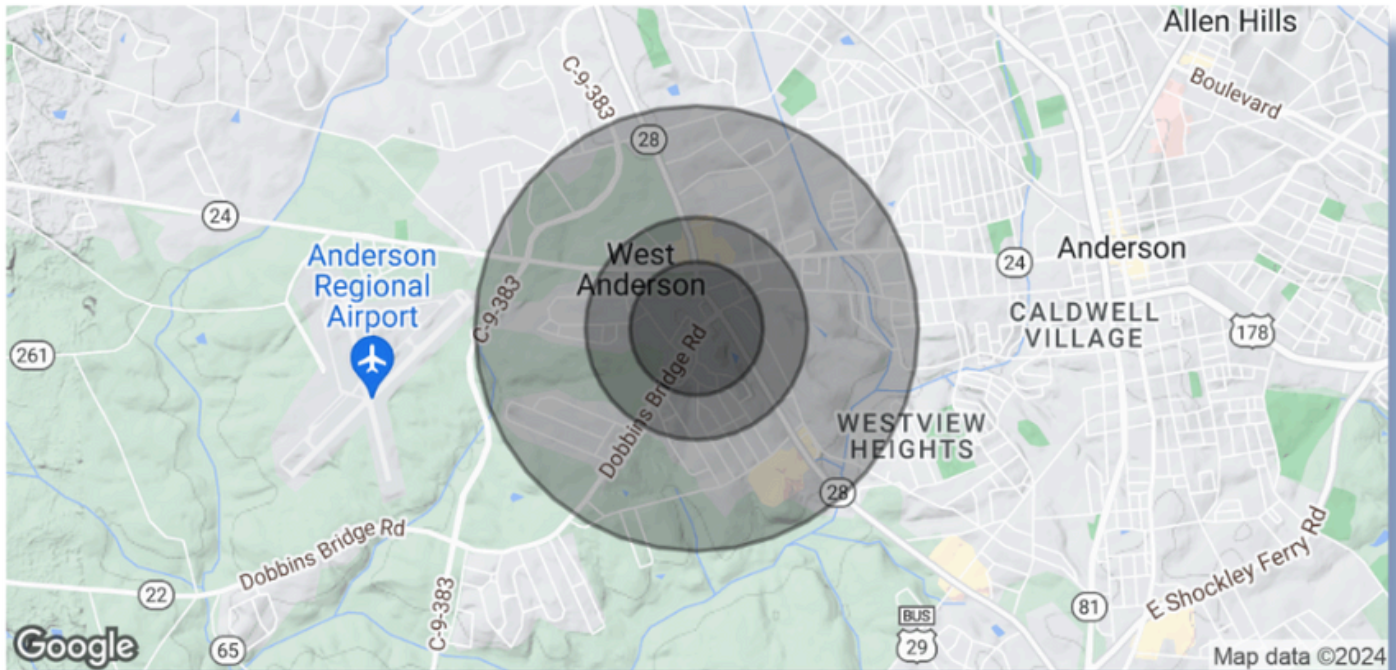 Allen Hills
C-9-383
Boulevard
28
24
Anderson
Regional
Airport
West
Anderson
24
Anderson
CALDWELL
VILLAGE
178
C-9-383
261
Dobbins Bridge Rd
WESTVIEW
HEIGHTS
28
Dobbins Bridge Rd
E Shockley Ferry Rd
22
C-9-383
81
BUS
29
65
Google
Map data ©2024